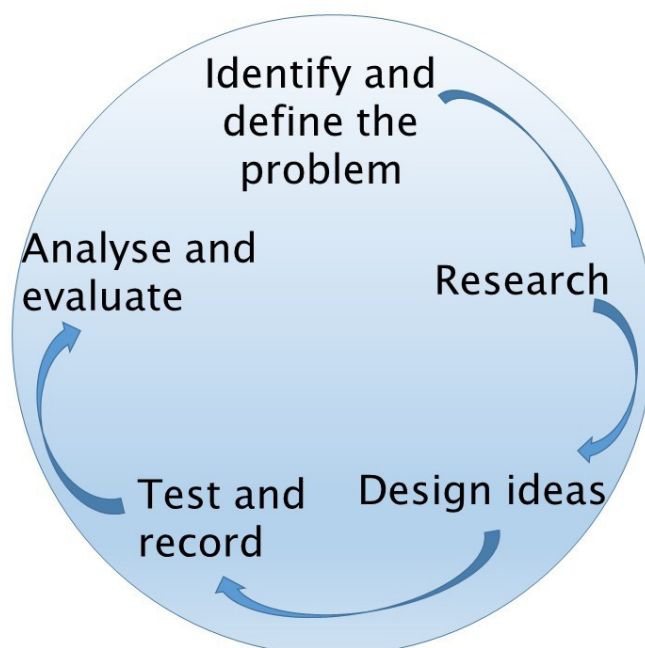 Identify and
define the
problem
Research
Design ideas
Test and
record
Analyse and
evaluate